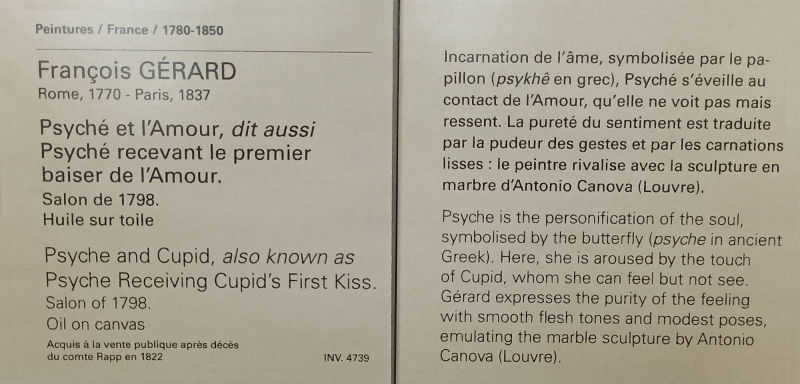 Peintures / France / 1780-1850
François GÉRARD
Rome, 1770 - Paris, 1837
Psyché et l'Amour, dit aussi
Psyché recevant le premier
baiser de l'Amour.
Salon de 1798.
Huile sur toile
Psyche and Cupid, also known as
Psyche Receiving Cupid's First Kiss.
Salon of 1798.
Oil on canvas
Acquis à la vente publique après décès
du comte Rapp en 1822
INV. 4739
Incarnation de l'âme, symbolisée par le pa-
pillon (psykhê en grec), Psyché s'éveille au
contact de l'Amour, qu'elle ne voit pas mais
ressent. La pureté du sentiment est traduite
par la pudeur des gestes et par les carnations
lisses : le peintre rivalise avec la sculpture en
marbre d'Antonio Canova (Louvre).
Psyche is the personification of the soul,
symbolised by the butterfly (psyche in ancient
Greek). Here, she is aroused by the touch
of Cupid, whom she can feel but not see.
Gérard expresses the purity of the feeling
with smooth flesh tones and modest poses,
emulating the marble sculpture by Antonio
Canova (Louvre).